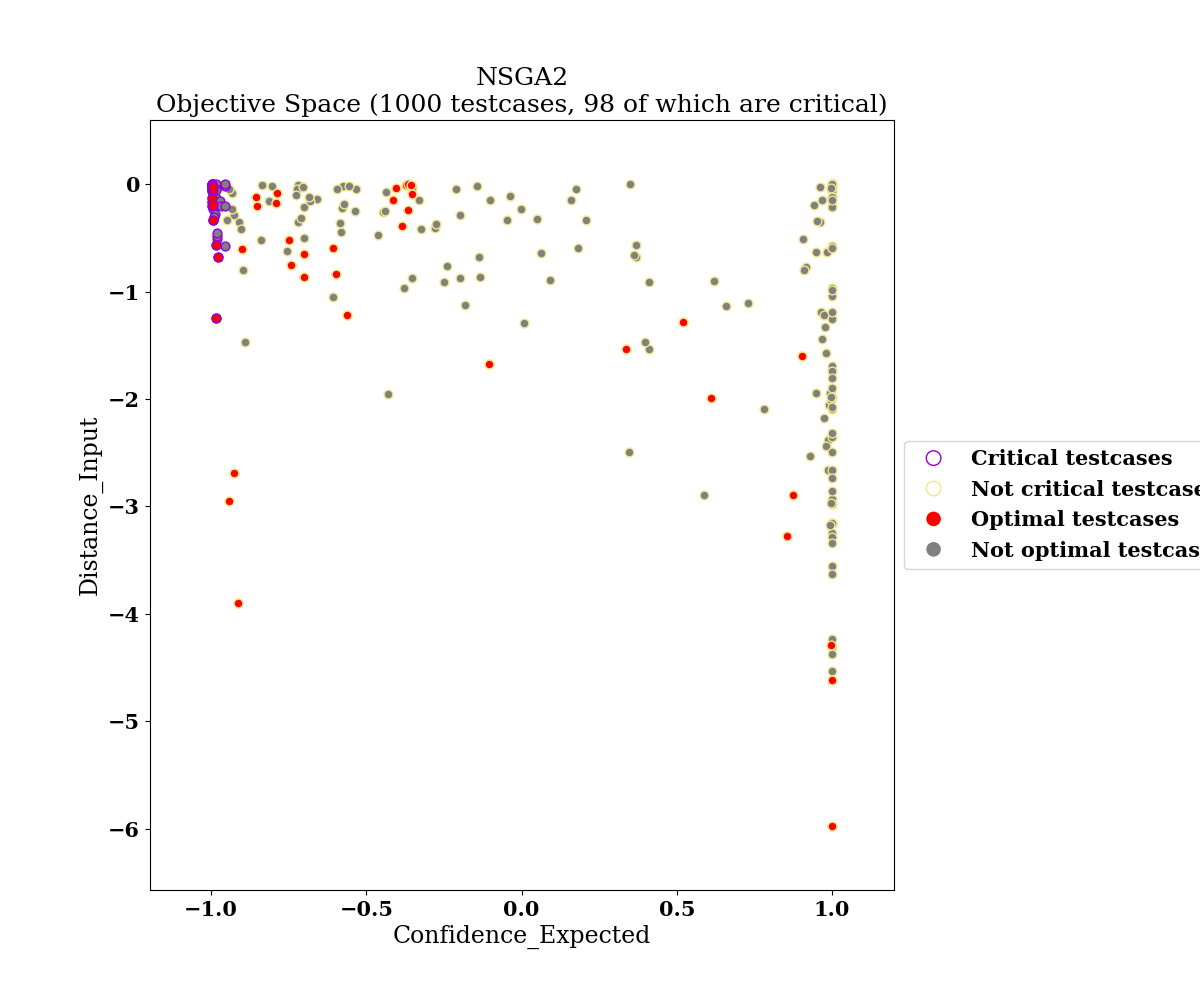 NSGA2
Objective Space (1000 testcases, 98 of which are critical)
0
−1
−2
−3
−4
−5
−6
Distance_Input
−1.0
−0.5
0.0
0.5
1.0
Confidence_Expected
Critical testcases
Not critical testcase
Optimal testcases
Not optimal testcas